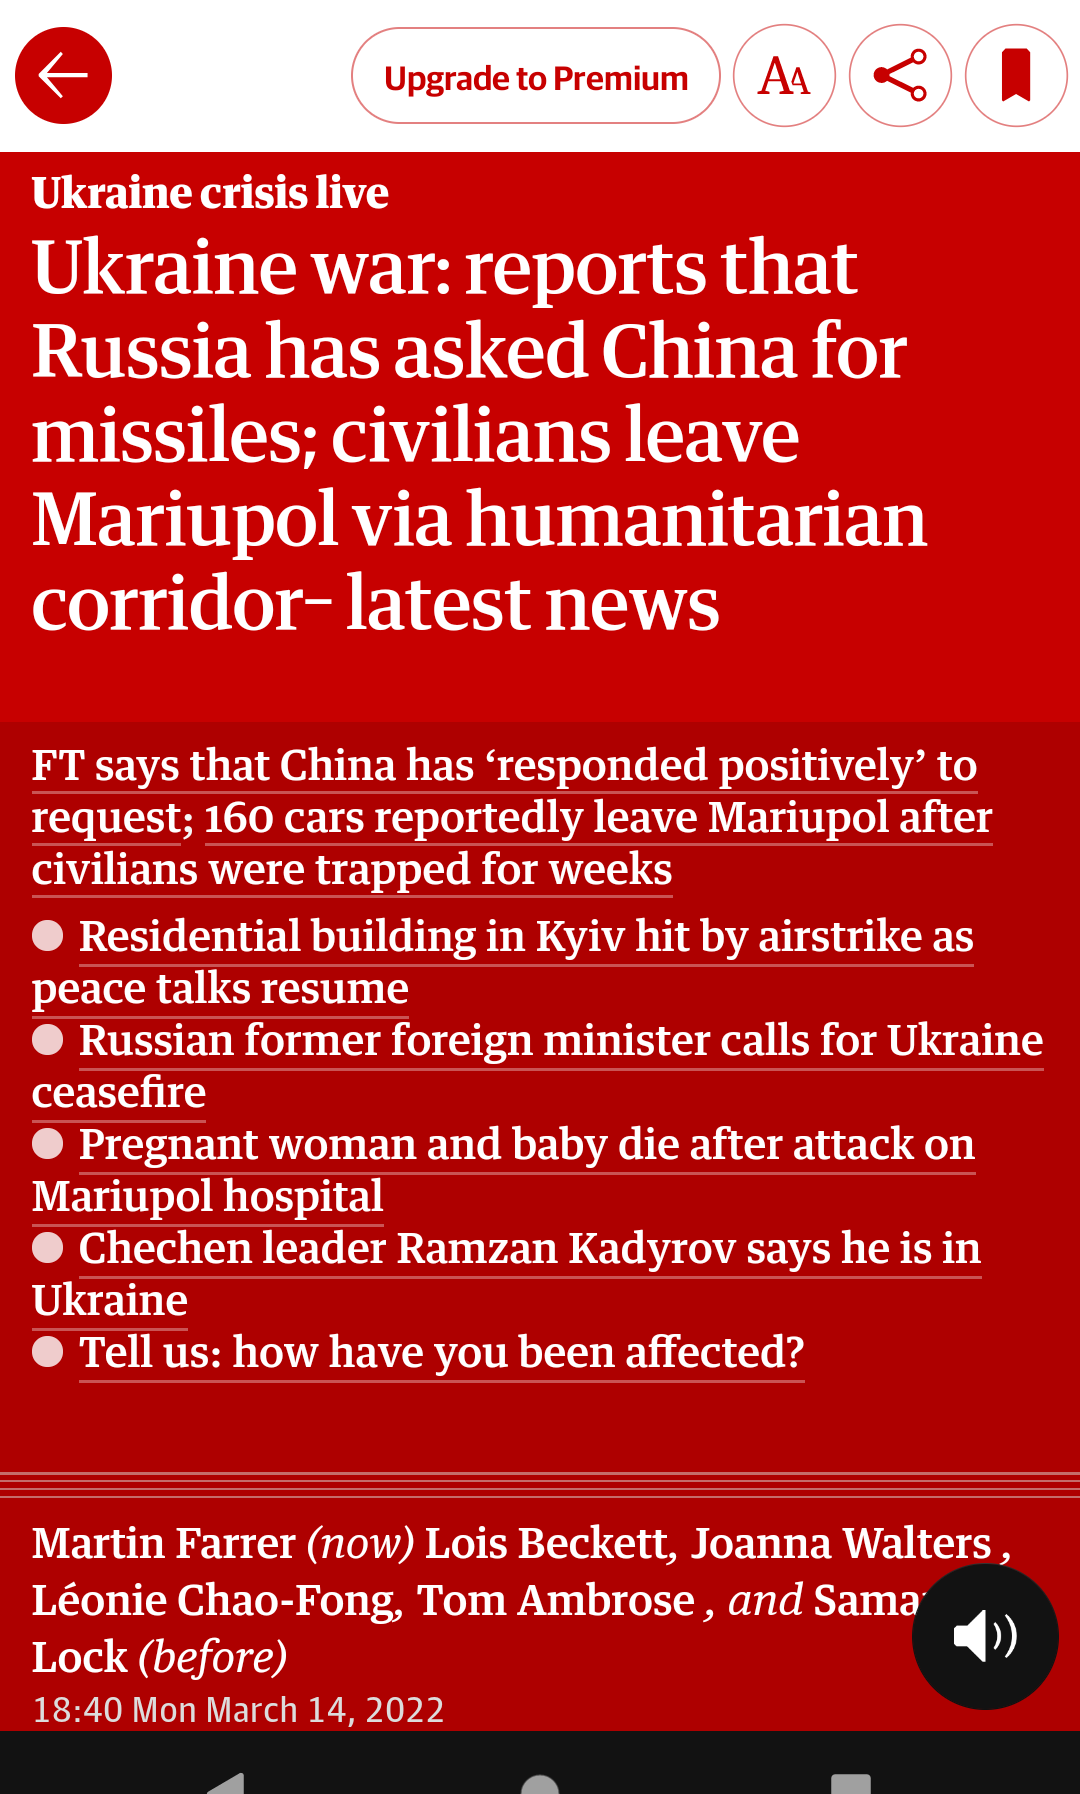 Upgrade to Premium
AA
Ukraine crisis live
Ukraine war: reports that
Russia has asked China for
missiles; civilians leave
Mariupol via humanitarian
corridor– latest news
FT says that China has ‘responded positively’ to
request; 160 cars reportedly leave Mariupol after
civilians were trapped for weeks
● Residential building in Kyiv hit by airstrike as
peace talks resume
● Russian former foreign minister calls for Ukraine
ceasefire
● Pregnant woman and baby die after attack on
Mariupol hospital
● Chechen leader Ramzan Kadyrov says he is in
Ukraine
● Tell us: how have you been affected?
Martin Farrer (now) Lois Beckett, Joanna Walters ,
Léonie Chao-Fong, Tom Ambrose , and
Lock (before)
18:40 Mon March 14, 2022